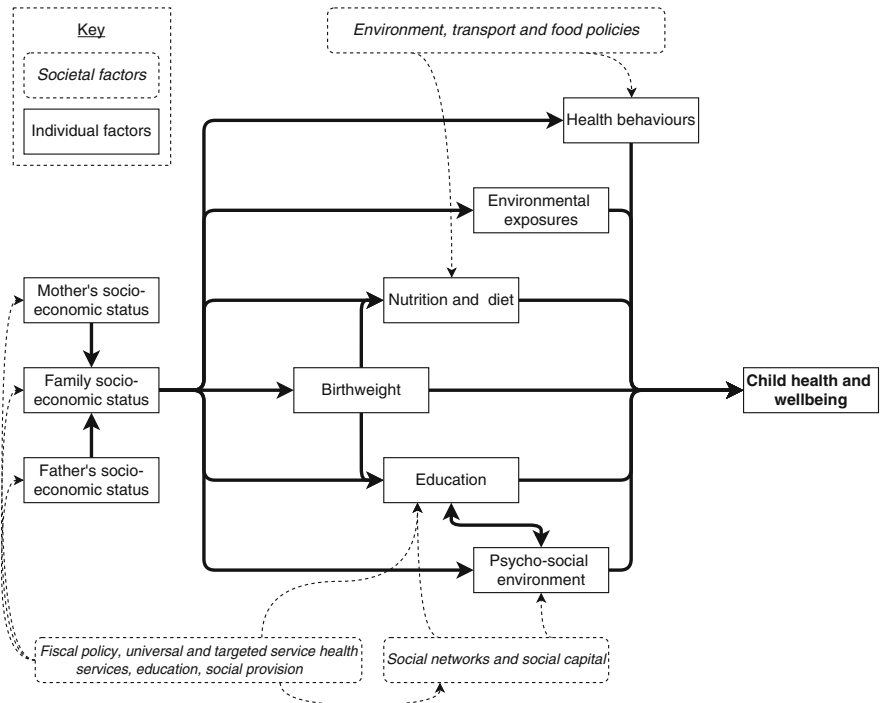 Key
Societal factors
Individual factors
Environment, transport and food policies
Health behaviours
Environmental
exposures
Mother's socio-
economic status
Nutrition and diet
Family socio-
economic status
Birthweight
Child health and
wellbeing
Father's socio-
economic status
Education
Psycho-social
environment
Fiscal policy, universal and targeted service health
services, education, social provision
Social networks and social capital